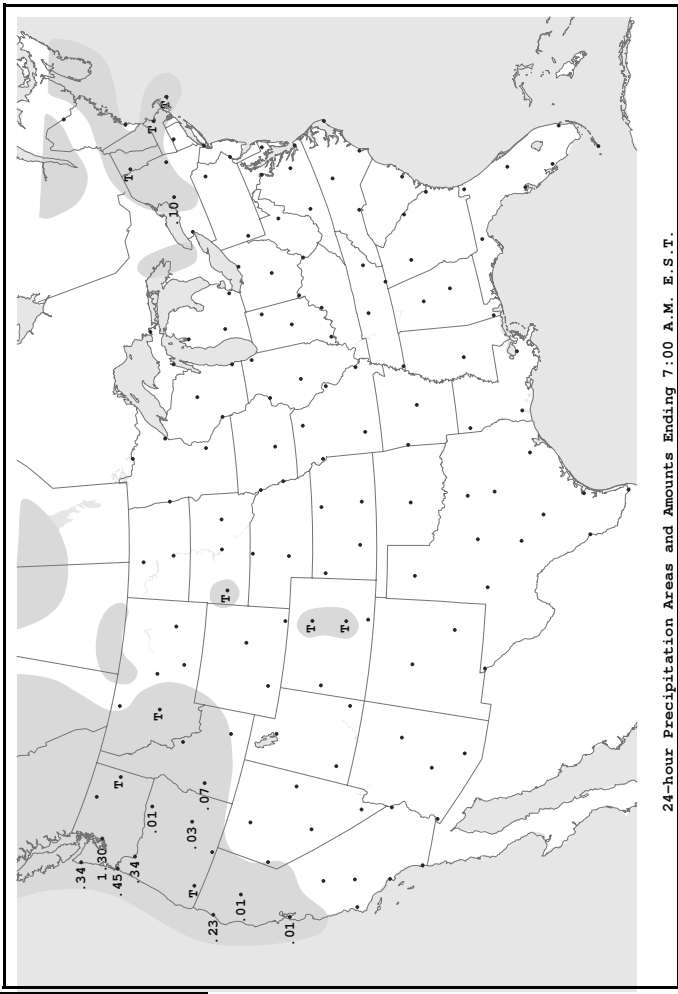 24-hour Precipitation Areas and Amounts Ending 7:00 A.M. E.S.T.
.34
1.30
.45
.34
T
.01
T
.07
.03
T
.23
.01
.01
T
T
T
T
.10
T
T